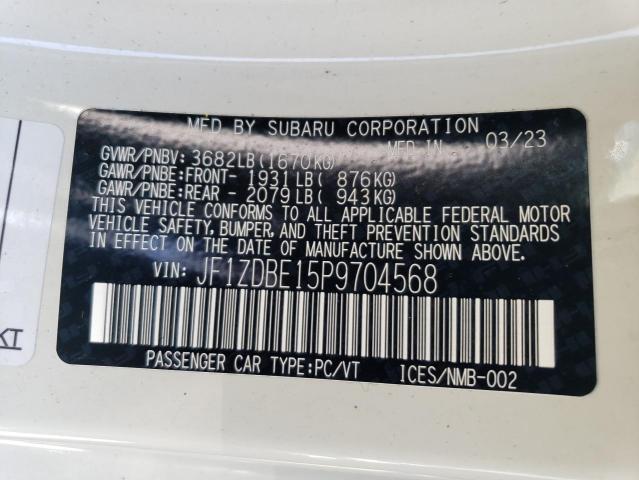 MFD BY SUBARU CORPORATION
MFD IN 03/23
GVWR/PNBV: 3682LB(1670KG)
GAWR/PNBE:FRONT- 1931LB( 876KG)
GAWR/PNBE:REAR - 2079LB( 943KG)
THIS VEHICLE CONFORMS TO ALL APPLICABLE FEDERAL MOTOR
VEHICLE SAFETY, BUMPER, AND THEFT PREVENTION STANDARDS
IN EFFECT ON THE DATE OF MANUFACTURE SHOWN ABOVE.
VIN: JF1ZDBE15P9704568
PASSENGER CAR TYPE:PC/VT ICES/NMB-002
KT